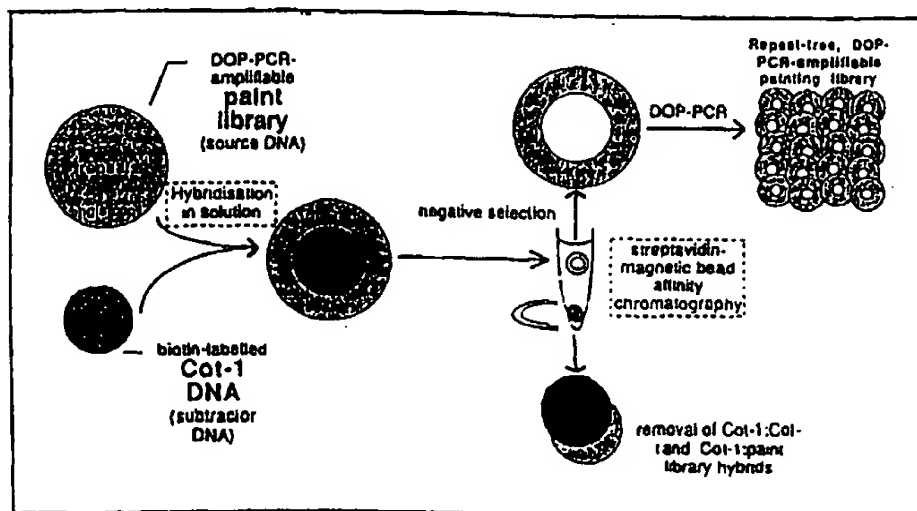 DOP-PCR-
amplifiable
paint
library
(source DNA)
Hybridisation
in solution
biotin-labelled
Cot-1
DNA
(subtractor
DNA)
negative selection
DOP-PCR
Repeat-free, DOP-
PCR-amplifiable
painting library
streptavidin-
magnetic bead
affinity
chromatography
removal of Cot-1:Cot-
1 and Cot-1:paint
library hybrids